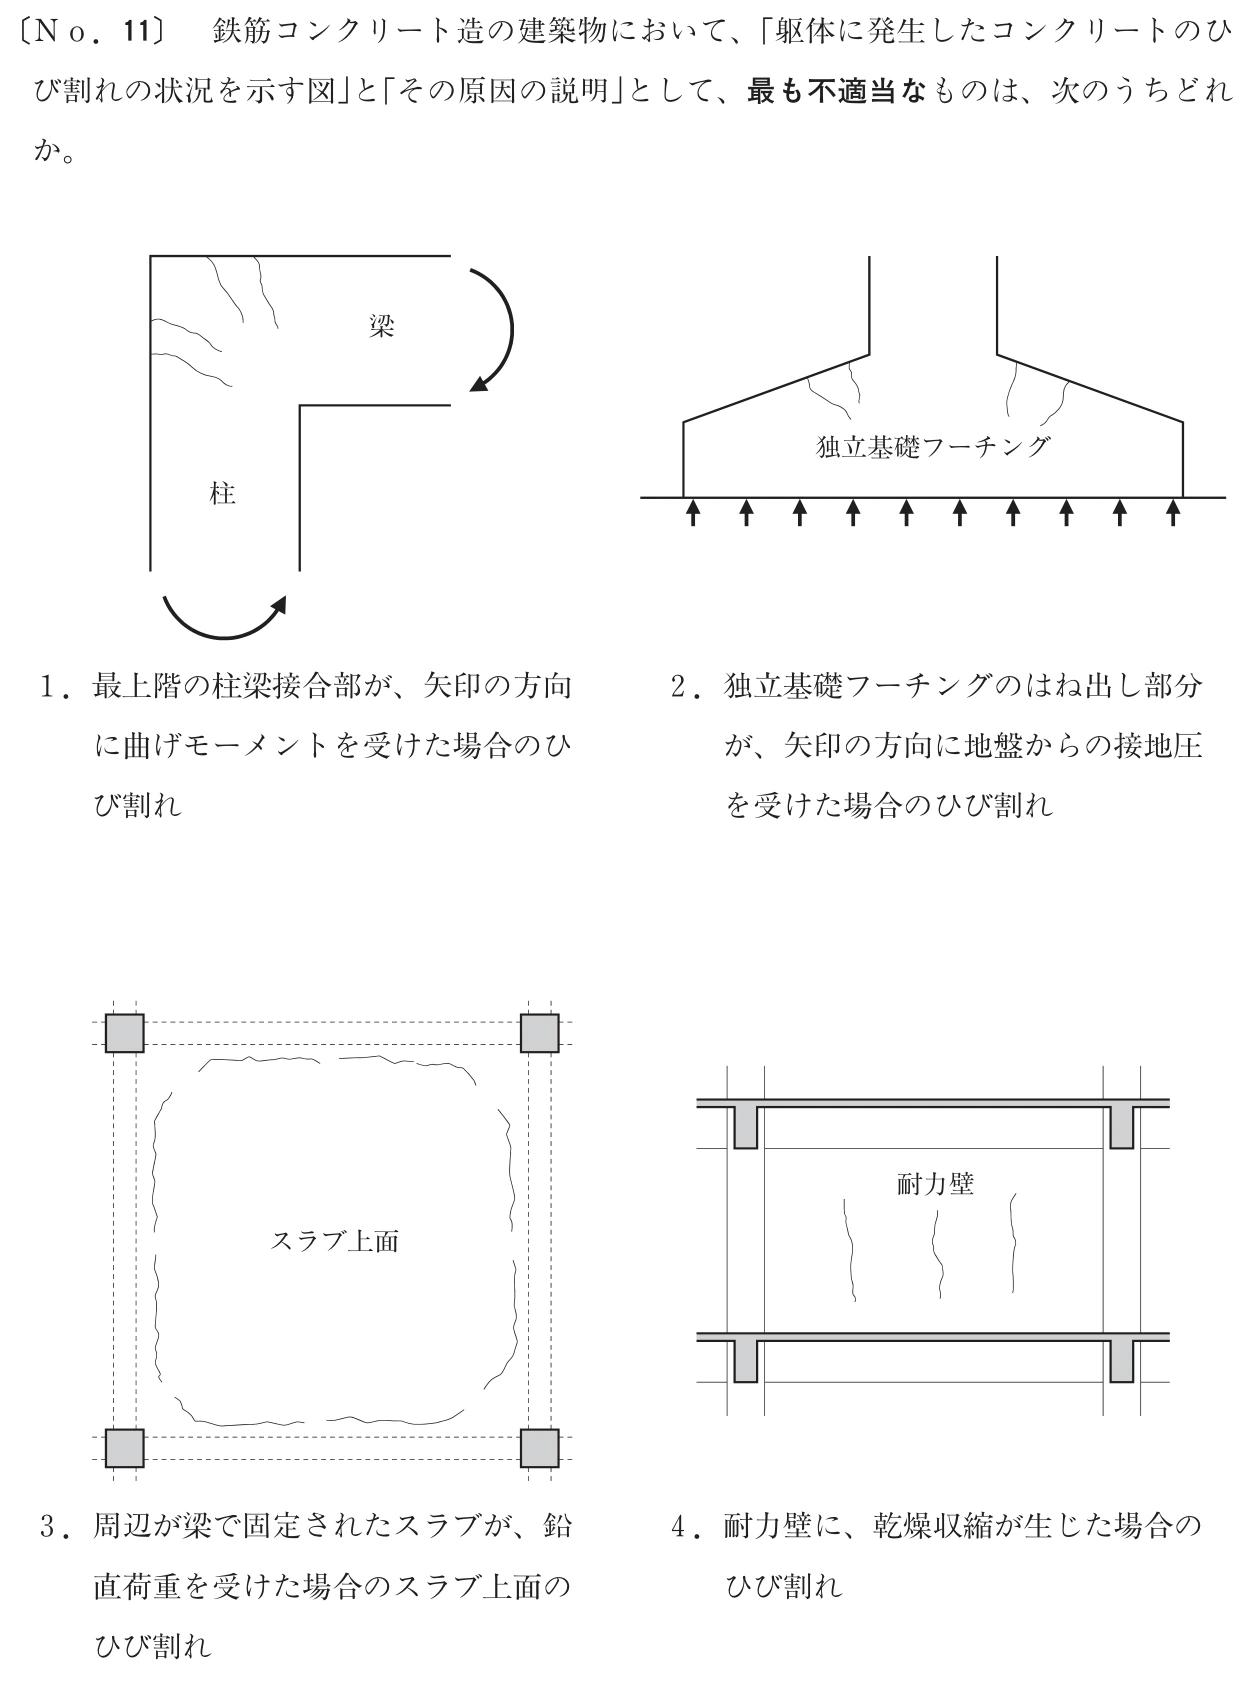 〔Ｎｏ．11〕　鉄筋コンクリート造の建築物において、「躯体に発生したコンクリートのひ
び割れの状況を示す図」と「その原因の説明」として、最も不適当なものは、次のうちどれ
か。
梁
柱
独立基礎フーチング
１．最上階の柱梁接合部が、矢印の方向
に曲げモーメントを受けた場合のひ
び割れ
２．独立基礎フーチングのはね出し部分
が、矢印の方向に地盤からの接地圧
を受けた場合のひび割れ
スラブ上面
耐力壁
３．周辺が梁で固定されたスラブが、鉛
直荷重を受けた場合のスラブ上面の
ひび割れ
４．耐力壁に、乾燥収縮が生じた場合の
ひび割れ